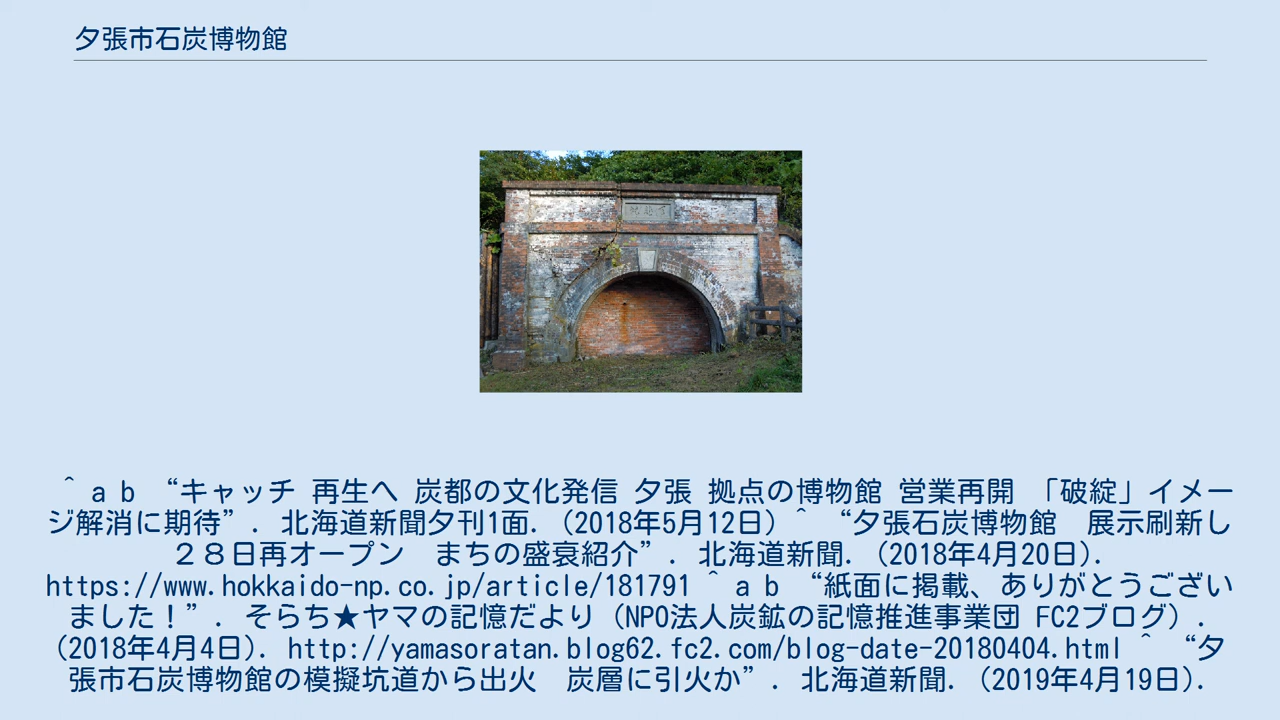 夕張市石炭博物館
^ a b “キャッチ 再生へ 炭都の文化発信 夕張 拠点の博物館 営業再開 「破綻」イメー
ジ解消に期待”. 北海道新聞夕刊1面. (2018年5月12日) ^ “夕張石炭博物館　展示刷新し
２８日再オープン　まちの盛衰紹介”. 北海道新聞. (2018年4月20日).
https://www.hokkaido-np.co.jp/article/181791 ^ a b “紙面に掲載、ありがとうござい
ました！”. そらち★ヤマの記憶だより（NPO法人炭鉱の記憶推進事業団 FC2ブログ）.
(2018年4月4日). http://yamasoratan.blog62.fc2.com/blog-date-20180404.html ^ “夕
張市石炭博物館の模擬坑道から出火　炭層に引火か”. 北海道新聞. (2019年4月19日).